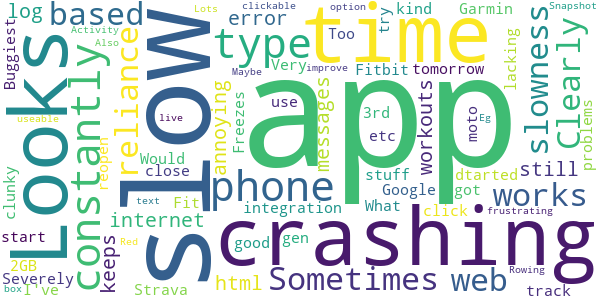 log
based
error
Lots
clickable
Too
try
kind
Garmin
option
Snapshot
Buggiest
Looks
constantly
Activity
Also
useable
reliance
slow
type
time
Very
Fitbit
tomorrow
Maybe
improve
lacking
slowness
Clearly
problems
annoying
Freezes
messages
app
live
use
3rd
etc
workouts
moto
Eg
clunky
reopen
Would
close
phone
stuff
Google
dtarted
got
still
works
text
Fit
integration
What
click
frustrating
start
keeps
internet
good
gen
crashing
2GB
Severely
Red
html
Sometimes
web
Rowing
track
box
I've
Strava